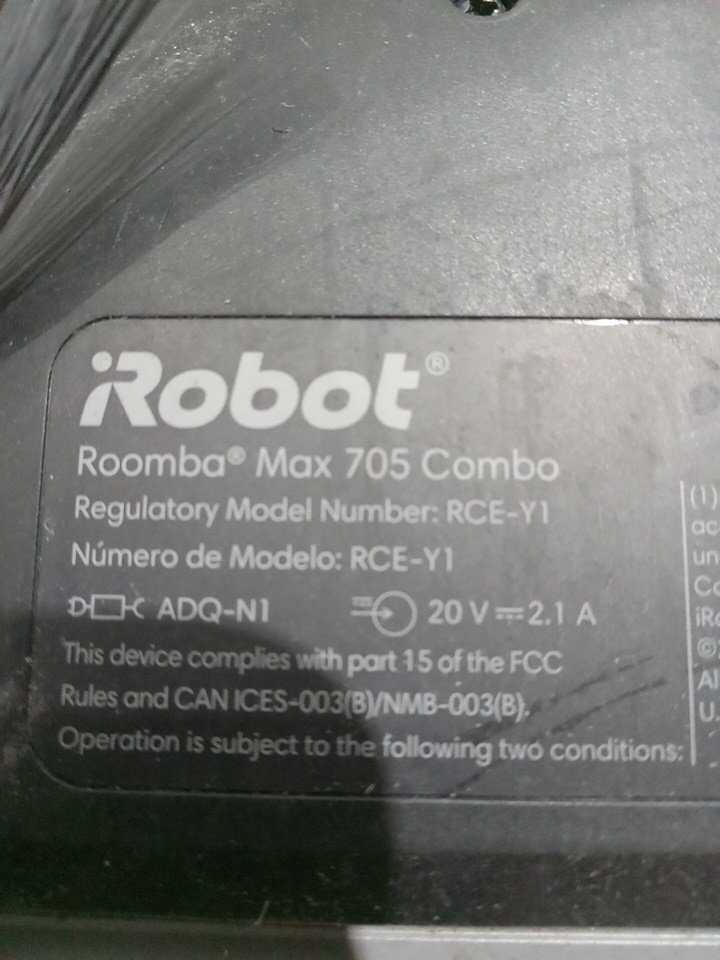 iRobot®
Roomba® Max 705 Combo
Regulatory Model Number: RCE-Y1
Número de Modelo: RCE-Y1
ADQ-N1 20 V⎓2.1 A
This device complies with part 15 of the FCC
Rules and CAN ICES-003(B)/NMB-003(B).
Operation is subject to the following two conditions:
(1)
©
U.